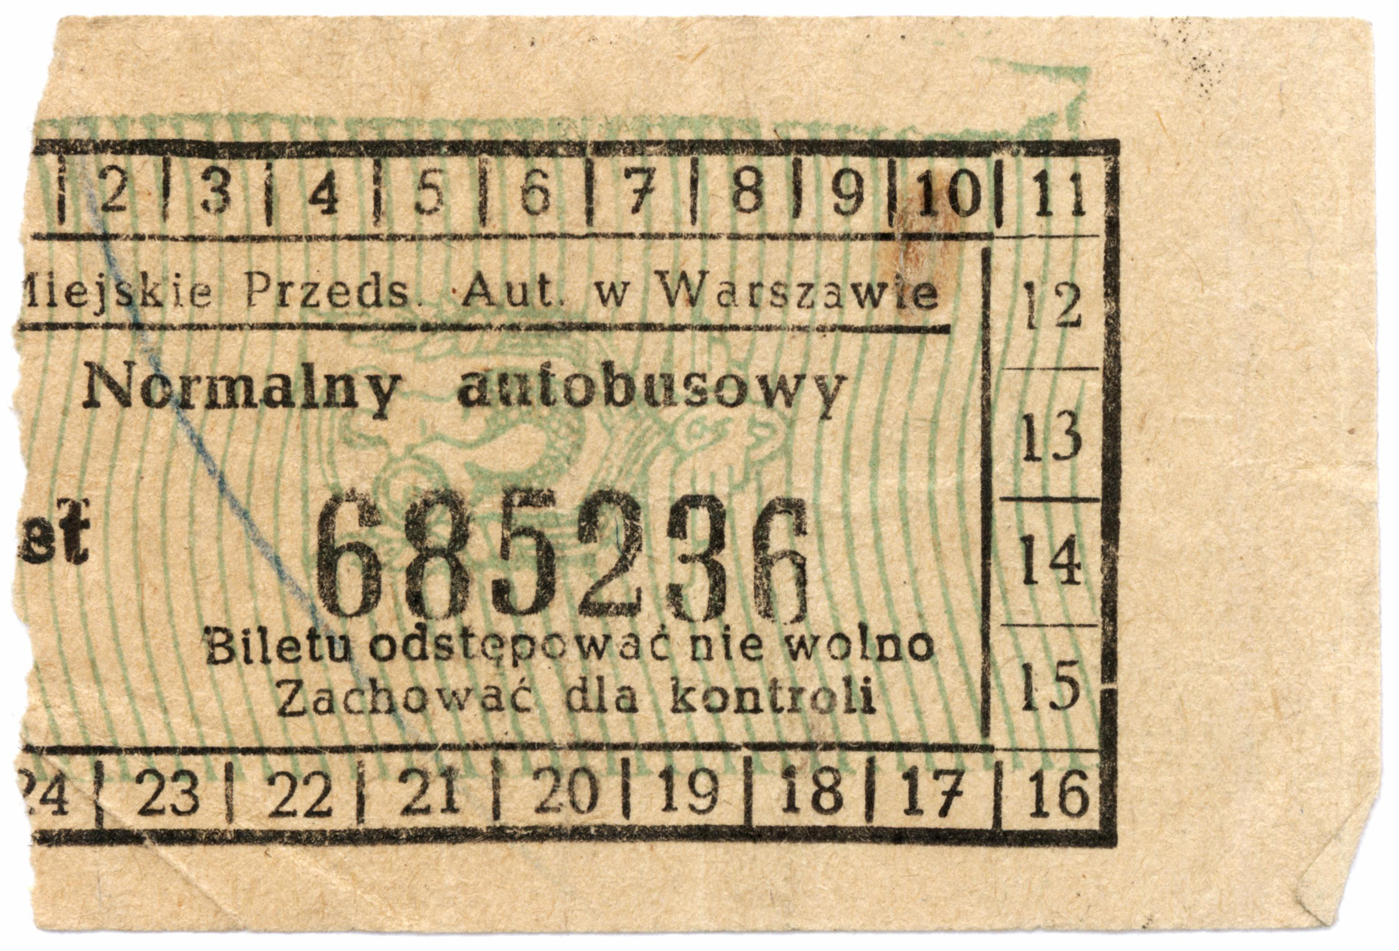 2 3 4 5 6 7 8 9 10 11
Miejskie Przeds. Aut. w Warszawie
12
Normalny autobusowy
13
685236
14
Biletu odstępować nie wolno
Zachować dla kontroli
15
24 23 22 21 20 19 18 17 16